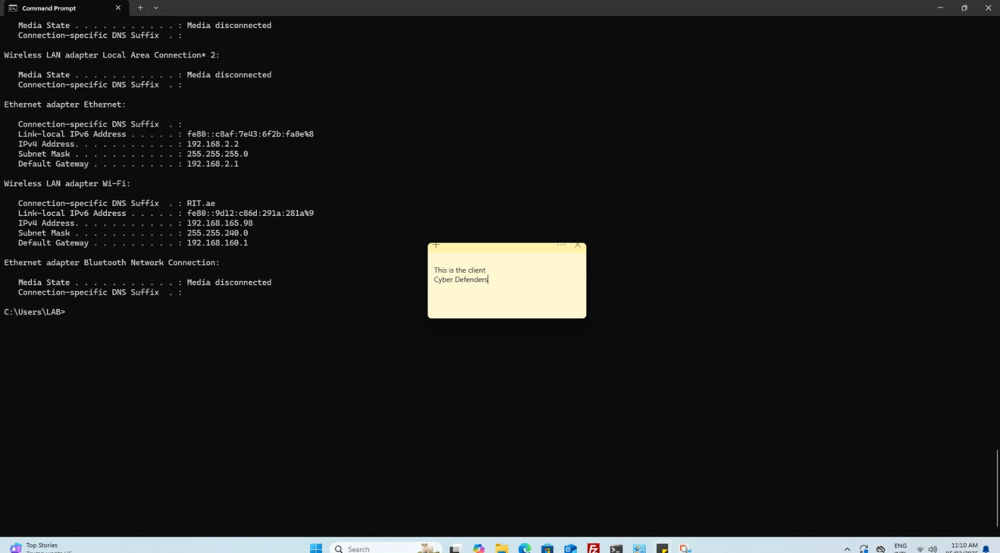 Command Prompt
Media State . . . . . . . . . . . : Media disconnected
Connection-specific DNS Suffix  . :
Wireless LAN adapter Local Area Connection* 2:
Media State . . . . . . . . . . . : Media disconnected
Connection-specific DNS Suffix  . :
Ethernet adapter Ethernet:
Connection-specific DNS Suffix  . :
Link-local IPv6 Address . . . . . : fe80::c8af:7e43:6f2b:fa0e%8
IPv4 Address. . . . . . . . . . . : 192.168.2.2
Subnet Mask . . . . . . . . . . . : 255.255.255.0
Default Gateway . . . . . . . . . : 192.168.2.1
Wireless LAN adapter Wi-Fi:
Connection-specific DNS Suffix  . : RIT.ae
Link-local IPv6 Address . . . . . : fe80::9d12:c86d:291a:281a%9
IPv4 Address. . . . . . . . . . . : 192.168.165.98
Subnet Mask . . . . . . . . . . . : 255.255.240.0
Default Gateway . . . . . . . . . : 192.168.160.1
Ethernet adapter Bluetooth Network Connection:
Media State . . . . . . . . . . . : Media disconnected
Connection-specific DNS Suffix  . :
C:\Users\LAB>
This is the client
Cyber Defenders
Top Stories
Search
ENG
11:10 AM